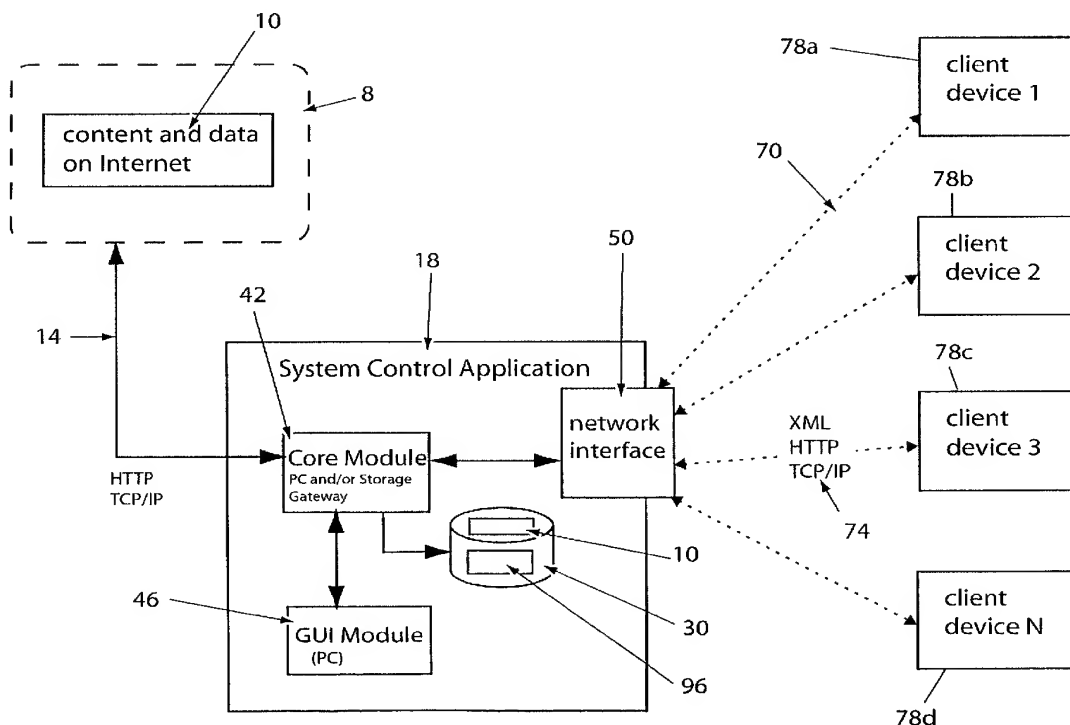 10
8
content and data
on Internet
14
HTTP
TCP/IP
42
18
System Control Application
50
Core Module
PC and/or Storage
Gateway
network
interface
46
GUI Module
(PC)
10
30
96
70
XML
HTTP
TCP/IP
74
78a
client
device 1
78b
client
device 2
78c
client
device 3
client
device N
78d